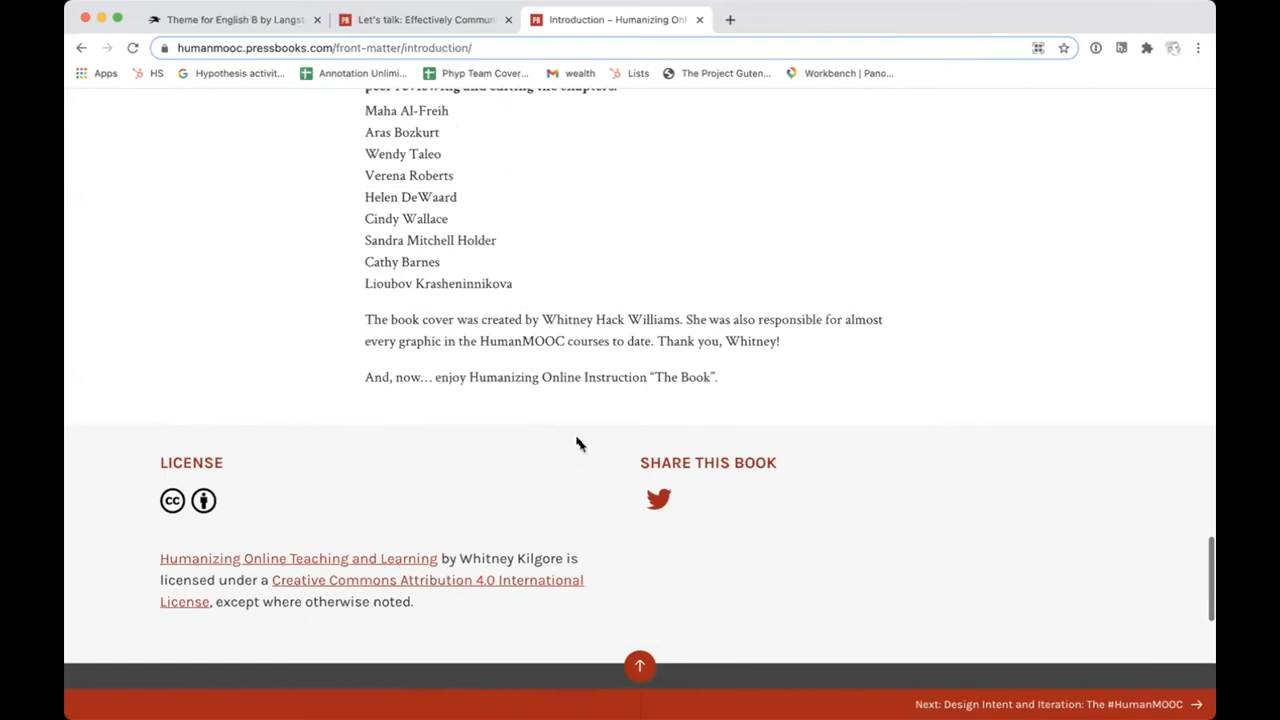 Theme for English B by Langst
Let's talk: Effectively Commun
Introduction – Humanizing Onl
humanmooc.pressbooks.com/front-matter/introduction/
Apps HS Hypothesis activit... Annotation Unlimi... Phyp Team Cover... wealth Lists The Project Guten... Workbench | Pano...
peer reviewing and editing the chapters:
Maha Al-Freih
Aras Bozkurt
Wendy Taleo
Verena Roberts
Helen DeWaard
Cindy Wallace
Sandra Mitchell Holder
Cathy Barnes
Lioubov Krasheninnikova
The book cover was created by Whitney Hack Williams. She was also responsible for almost
every graphic in the HumanMOOC courses to date. Thank you, Whitney!
And, now… enjoy Humanizing Online Instruction “The Book”.
LICENSE
SHARE THIS BOOK
Humanizing Online Teaching and Learning by Whitney Kilgore is
licensed under a Creative Commons Attribution 4.0 International
License, except where otherwise noted.
Next: Design Intent and Iteration: The #HumanMOOC →